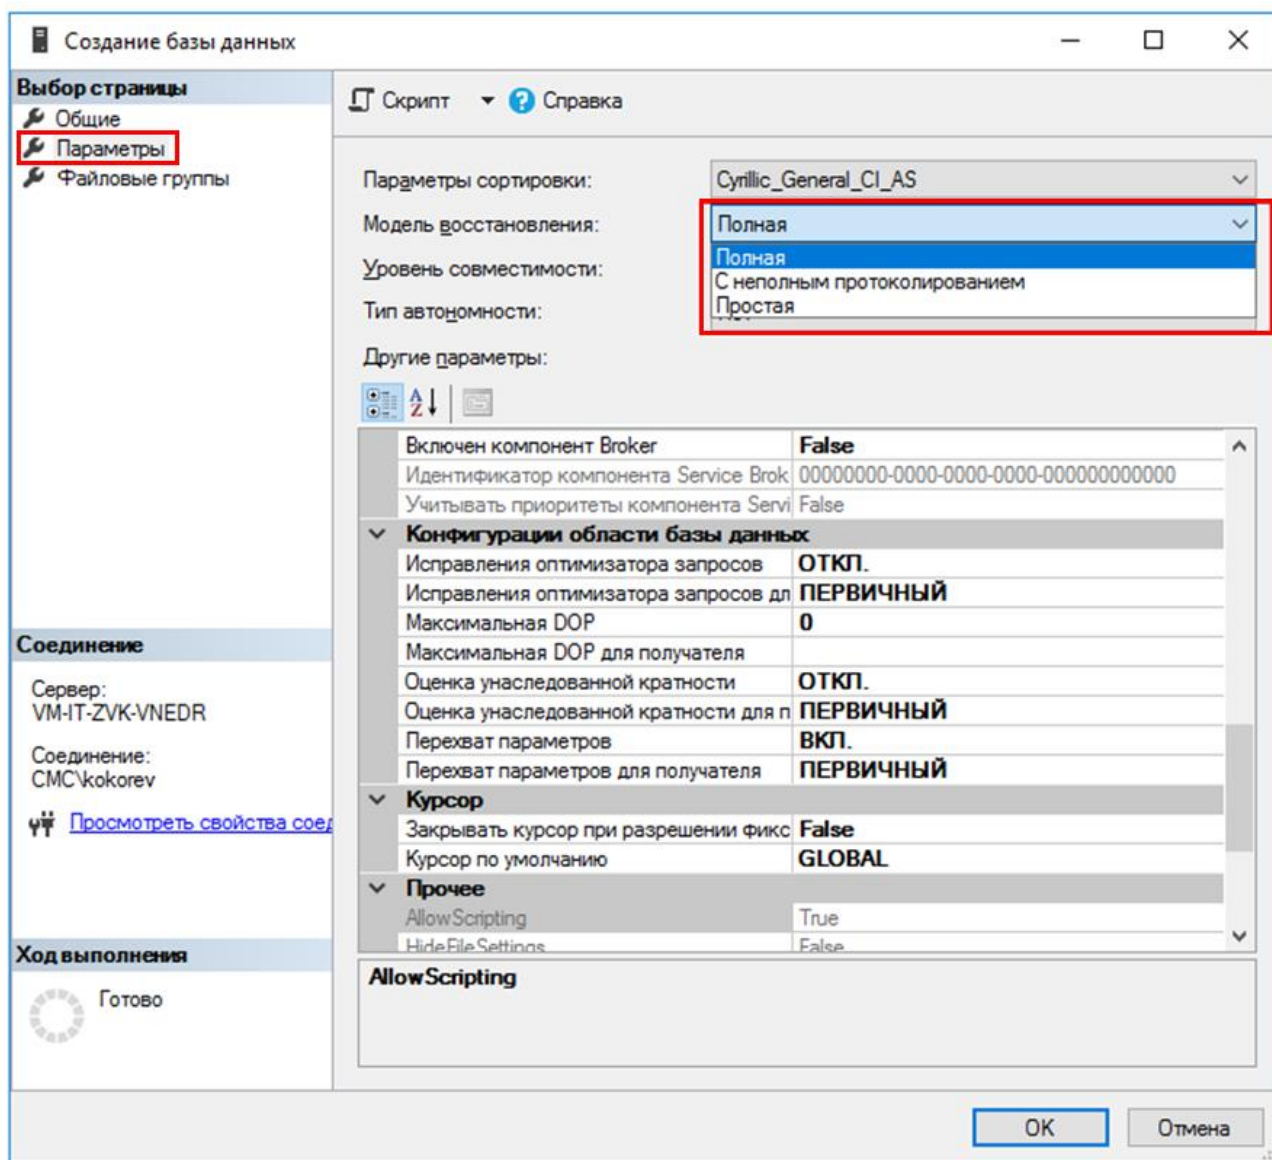 Создание базы данных
Выбор страницы
Общие
Параметры
Файловые группы
Скрипт
Справка
Параметры сортировки: Cyrillic_General_CI_AS
Модель восстановления: Полная
Полная
С неполным протоколированием
Простая
Уровень совместимости:
Тип автономности:
Другие параметры:
Включен компонент Broker False
Идентификатор компонента Service Brok 00000000-0000-0000-0000-000000000000
Учитывать приоритеты компонента Servi False
Конфигурации области базы данных
Исправления оптимизатора запросов ОТКЛ.
Исправления оптимизатора запросов дл ПЕРВИЧНЫЙ
Максимальная DOP 0
Максимальная DOP для получателя
Оценка унаследованной кратности ОТКЛ.
Оценка унаследованной кратности для п ПЕРВИЧНЫЙ
Перехват параметров ВКЛ.
Перехват параметров для получателя ПЕРВИЧНЫЙ
Курсор
Закрывать курсор при разрешении фикс False
Курсор по умолчанию GLOBAL
Прочее
AllowScripting True
HideFileSettings False
AllowScripting
Соединение
Сервер:
VM-IT-ZVK-VNEDR
Соединение:
CMC\kokorev
Просмотреть свойства соед
Ход выполнения
Готово
OK
Отмена